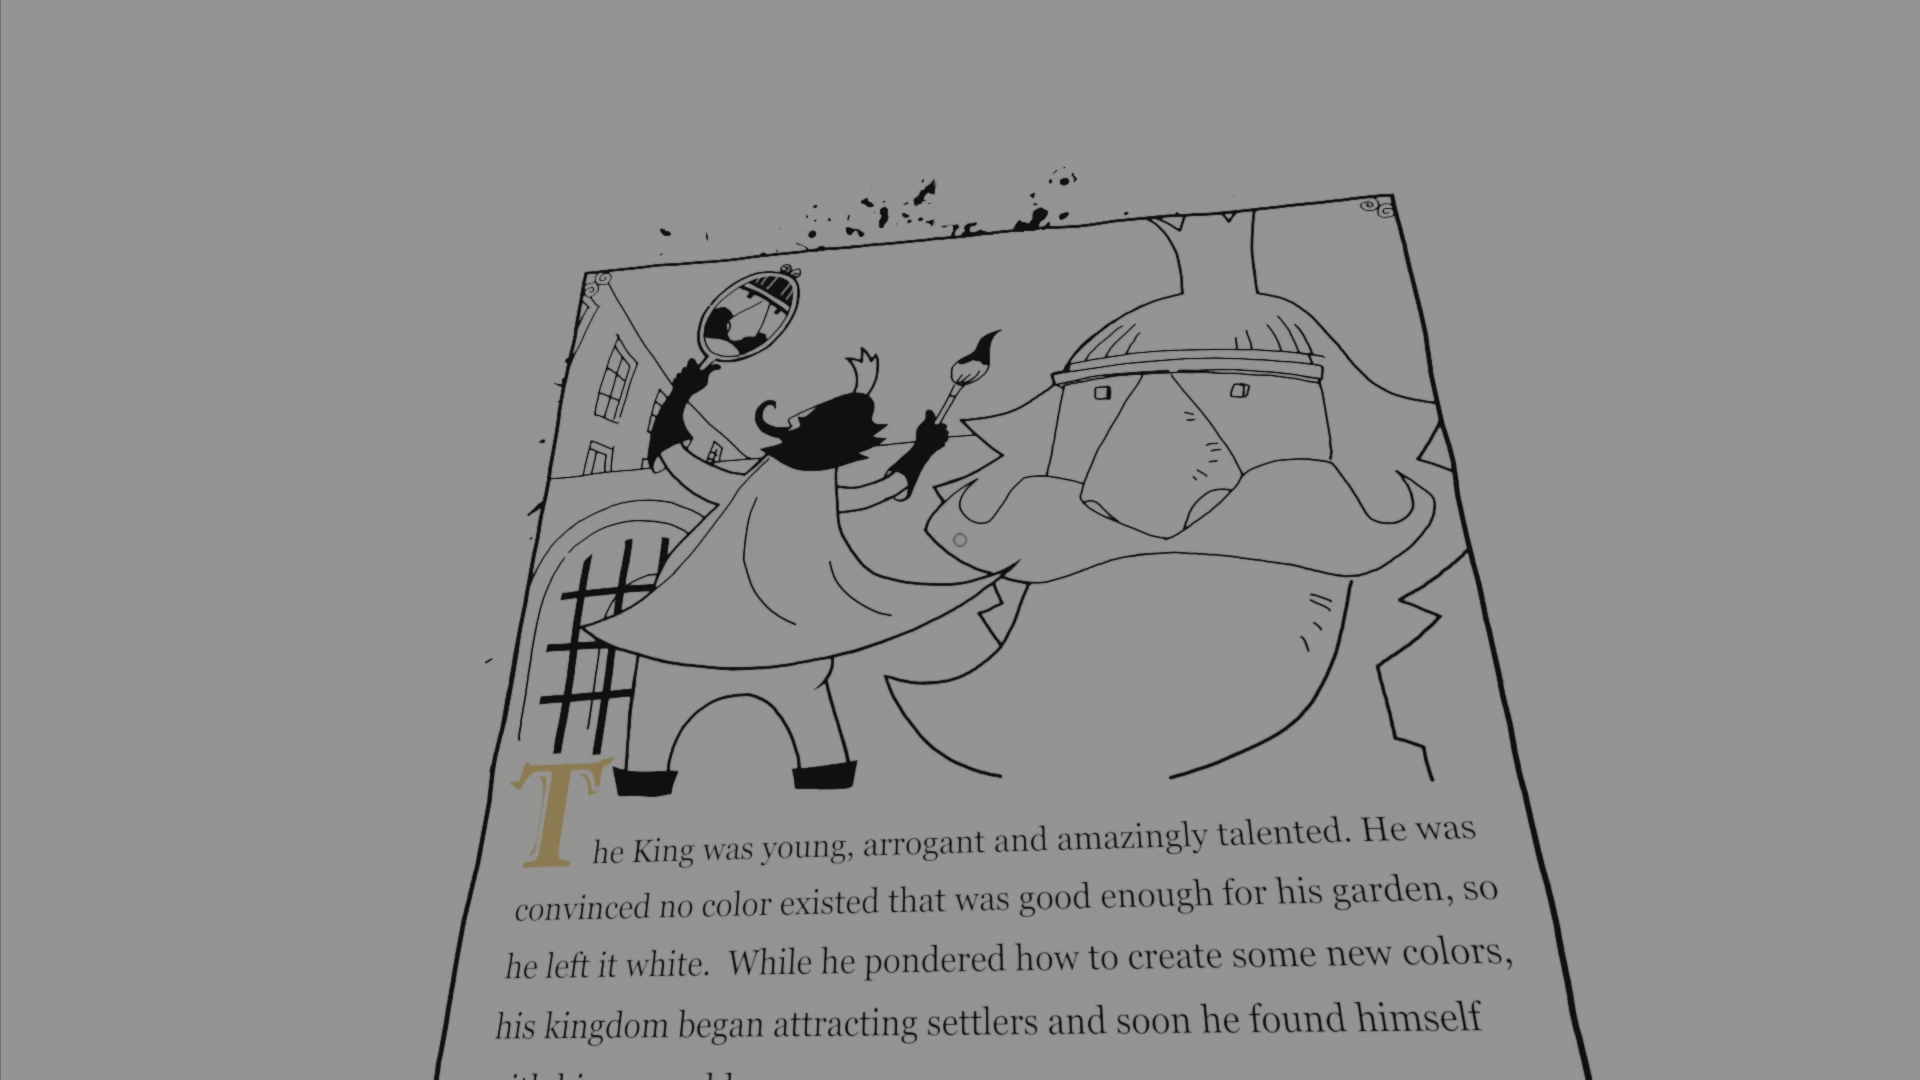 The King was young, arrogant and amazingly talented. He was
convinced no color existed that was good enough for his garden, so
he left it white. While he pondered how to create some new colors,
his kingdom began attracting settlers and soon he found himself